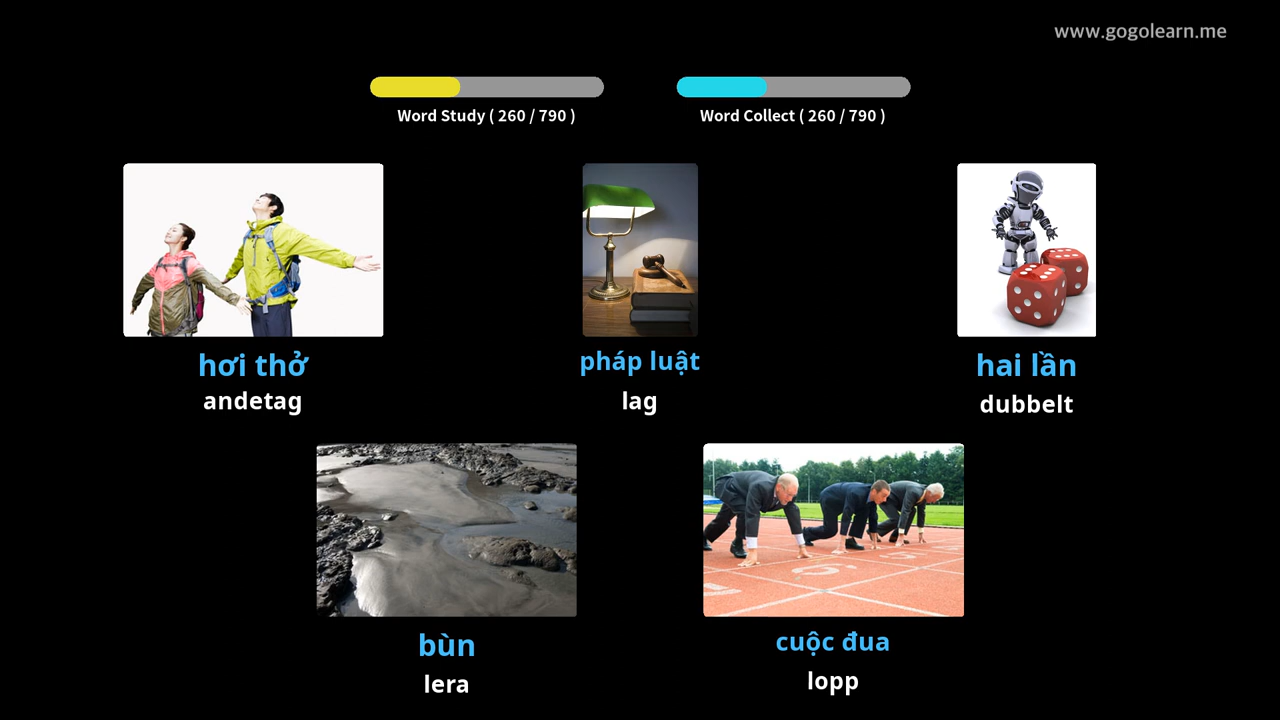 www.gogolearn.me
Word Study ( 260 / 790 )
Word Collect ( 260 / 790 )
hơi thở
andetag
pháp luật
lag
hai lần
dubbelt
bùn
lera
cuộc đua
lopp